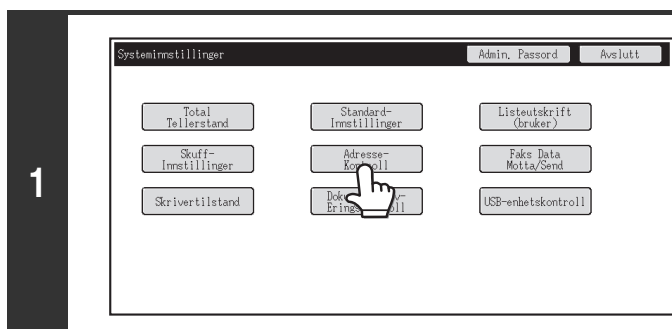 1
Systeminnstillinger
Admin. Passord
Avslutt
Total
Tellerstand
Standard-
Innstillinger
Listeutskrift
(bruker)
Skuff-
Innstillinger
Adresse-
Faks Data
Motta/Send
Skrivertilstand
USB-enhetskontroll